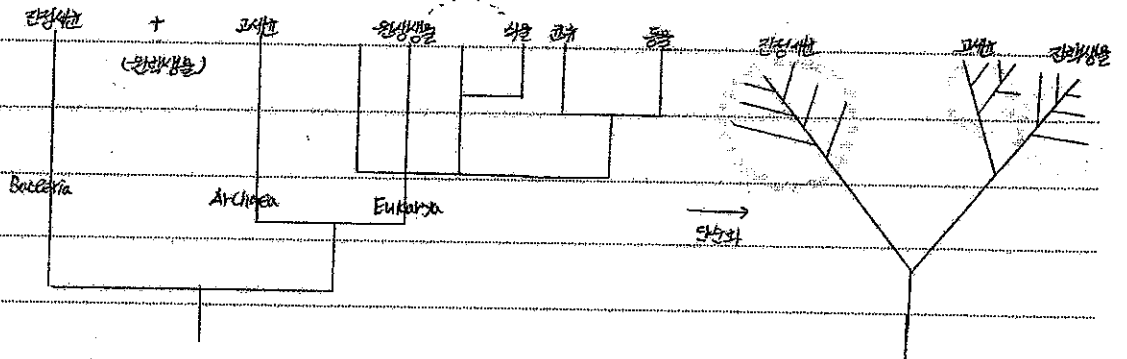 진정세균 + 고세균 원생생물 식물 균류 동물
(-원핵생물)
Bacteria Archaea Eukarya
단순화
진정세균 고세균 진핵생물